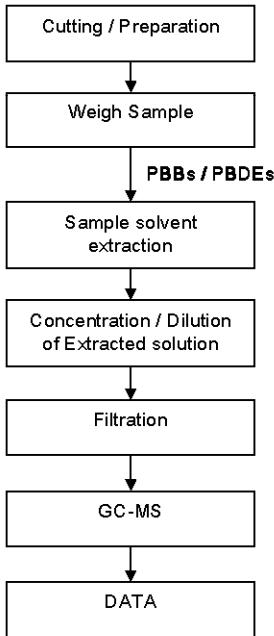 Cutting / Preparation
Weigh Sample
PBBs / PBDEs
Sample solvent
extraction
Concentration / Dilution
of Extracted solution
Filtration
GC-MS
DATA